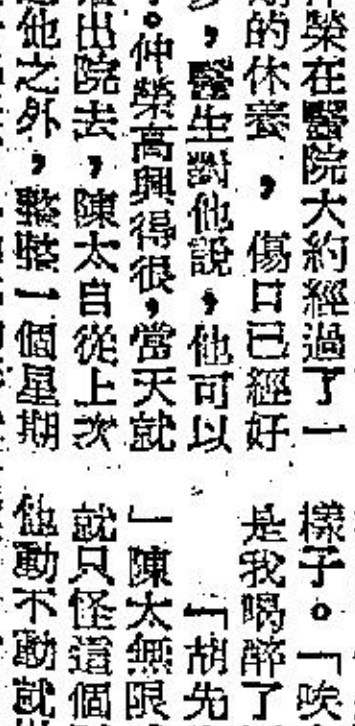 榮在醫院大約經過了一
的休養，傷口已經好
，醫生對他說，他可以
。仲榮高興得很，當天就
出院去，陳太自從上次
他之外，整整一個星期
樣子。「唉
是我喝醉了
「胡先
」陳太無限
就只怪這個
他動不動就